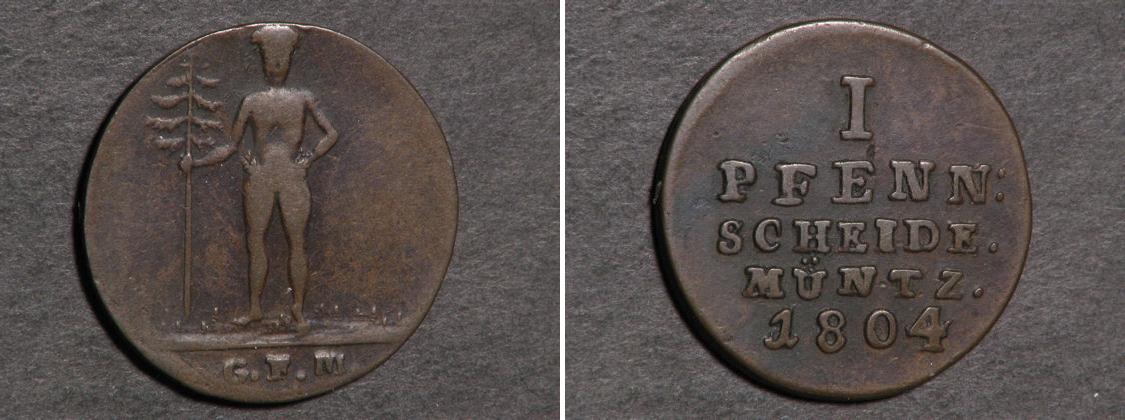 G.F.M
I
PFENN:
SCHEIDE.
MÜNTZ.
1804